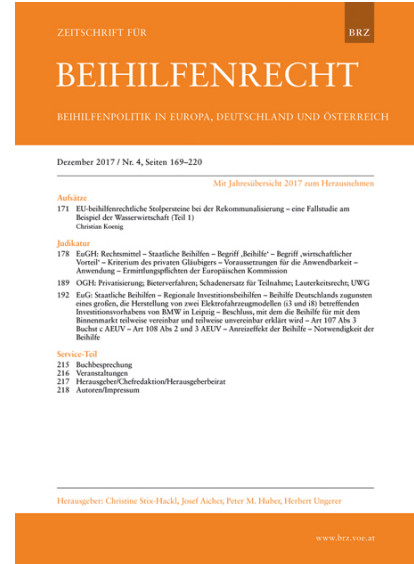 ZEITSCHRIFT FÜR
BRZ
BEIHILFENRECHT
BEIHILFENPOLITIK IN EUROPA, DEUTSCHLAND UND ÖSTERREICH
Dezember 2017 / Nr. 4, Seiten 169–220
Mit Jahresübersicht 2017 zum Herausnehmen
Aufsätze
171 EU-beihilfenrechtliche Stolpersteine bei der Rekommunalisierung – eine Fallstudie am
Beispiel der Wasserwirtschaft (Teil 1)
Christian Koenig
Judikatur
178 EuGH: Rechtsmittel – Staatliche Beihilfen – Begriff ‚Beihilfe‘ – Begriff ‚wirtschaftlicher
Vorteil‘ – Kriterium des privaten Gläubigers – Voraussetzungen für die Anwendbarkeit –
Anwendung – Ermittlungspflichten der Europäischen Kommission
189 OGH: Privatisierung; Bieterverfahren; Schadenersatz für Teilnahme; Lauterkeitsrecht; UWG
192 EuG: Staatliche Beihilfen – Regionale Investitionsbeihilfen – Beihilfe Deutschlands zugunsten
eines großen, die Herstellung von zwei Elektrofahrzeugmodellen (i3 und i8) betreffenden
Investitionsvorhabens von BMW in Leipzig – Beschluss, mit dem die Beihilfe für mit dem
Binnenmarkt teilweise vereinbar und teilweise unvereinbar erklärt wird – Art 107 Abs 3
Buchst c AEUV – Art 108 Abs 2 und 3 AEUV – Anreizeffekt der Beihilfe – Notwendigkeit der
Beihilfe
Service-Teil
215 Buchbesprechung
216 Veranstaltungen
217 Herausgeber/Chefredaktion/Herausgeberbeirat
218 Autoren/Impressum
Herausgeber: Christine Stix-Hackl, Josef Aicher, Peter M. Huber, Herbert Ungerer
www.brz.voe.at